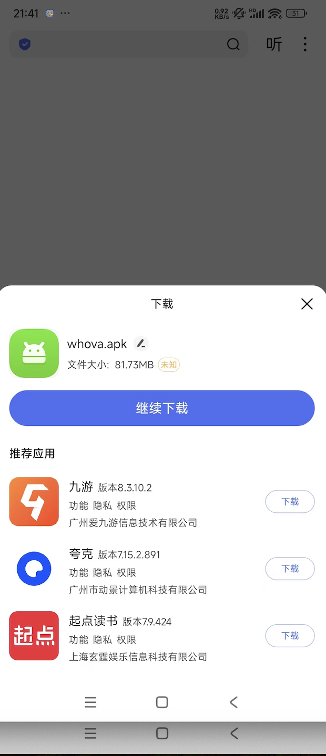 21:41
0.92
KB/s
HD
51
听
下载
whova.apk
文件大小: 81.73MB 未知
继续下载
推荐应用
九游 版本8.3.10.2
功能 隐私 权限
广州爱九游信息技术有限公司
下载
夸克 版本7.15.2.891
功能 隐私 权限
广州市动景计算机科技有限公司
下载
起点
起点读书 版本7.9.424
功能 隐私 权限
上海玄霆娱乐信息科技有限公司
下载